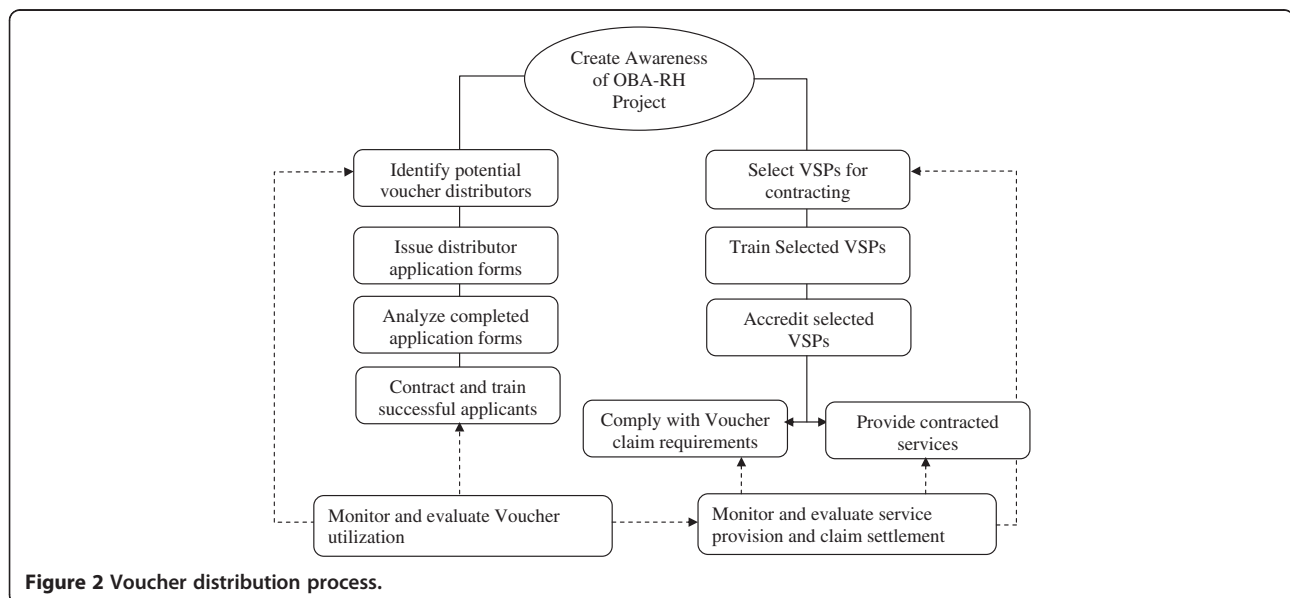 Create Awareness
of OBA-RH
Project
Identify potential
voucher distributors
Issue distributor
application forms
Analyze completed
application forms
Contract and train
successful applicants
Select VSPs for
contracting
Train Selected VSPs
Accredit selected
VSPs
Comply with Voucher
claim requirements
Provide contracted
services
Monitor and evaluate Voucher
utilization
Monitor and evaluate service
provision and claim settlement
Figure 2 Voucher distribution process.